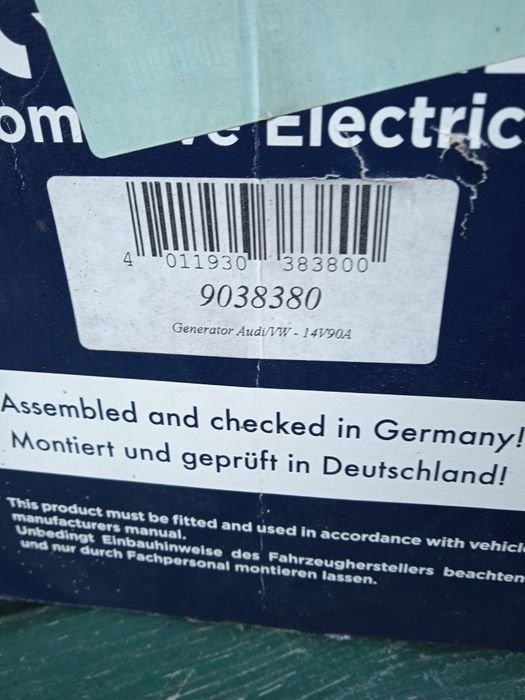 Electric
4 011930 383800
9038380
Generator Audi/VW - 14V90A
Assembled and checked in Germany!
Montiert und geprüft in Deutschland!
This product must be fitted and used in accordance with
manufacturers manual.
Unbedingt Einbauhinweise des Fahrzeugherstellers beachten
und nur durch Fachpersonal montieren lassen.